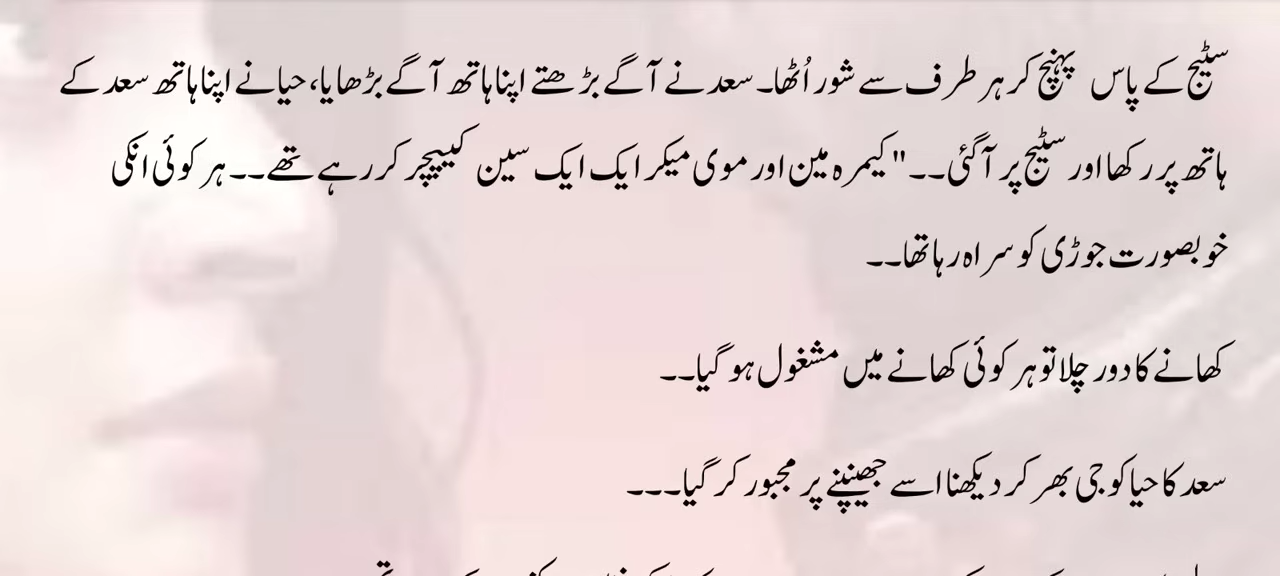 سٹیج کے پاس پہنچ کر ہر طرف سے شور اُٹھا۔ سعد نے آگے بڑھتے اپنا ہاتھ آگے بڑھایا، حیا نے اپنا ہاتھ سعد کے
ہاتھ پر رکھا اور سٹیج پر آگئی۔۔" کیمرہ مین اور موی میکر ایک ایک سین کیپچر کر رہے تھے۔۔ ہر کوئی انکی
خوبصورت جوڑی کو سراہ رہا تھا۔۔
کھانے کا دور چلا تو ہر کوئی کھانے میں مشغول ہو گیا۔۔
سعد کا حیا کو جی بھر کر دیکھنا اسے جھینپنے پر مجبور کر گیا۔۔۔